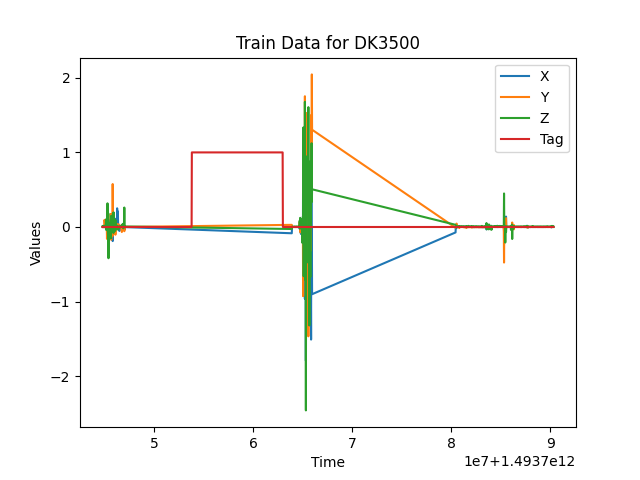 Train Data for DK3500
X
Y
Z
Tag
2
1
0
−1
−2
Values
5
6
7
8
9
Time
1e7+1.4937e12